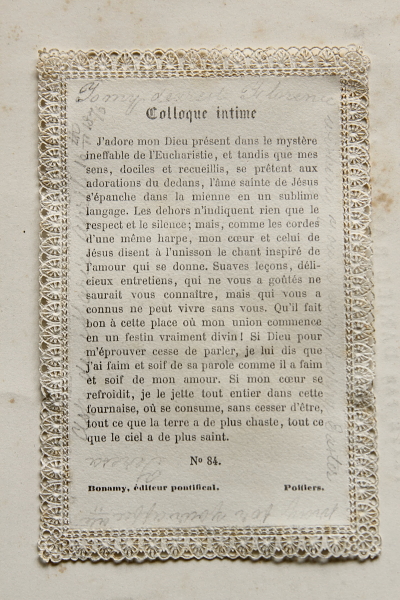 Colloque intime
J'adore mon Dieu présent dans le mystère
ineffable de l'Eucharistie, et tandis que mes
sens, dociles et recueillis, se prêtent aux
adorations du dedans, l'âme sainte de Jésus
s'épanche dans la mienne en un sublime
langage. Les dehors n'indiquent rien que le
respect et le silence; mais, comme les cordes
d'une même harpe, mon cœur et celui de
Jésus disent à l'unisson le chant inspiré de
l'amour qui se donne. Suaves leçons, déli-
cieux entretiens, qui ne vous a goûtés ne
saurait vous connaître, mais qui vous a
connus ne peut vivre sans vous. Qu'il fait
bon à cette place où mon union commence
en un festin vraiment divin! Si Dieu pour
m'éprouver cesse de parler, je lui dis que
j'ai faim et soif de sa parole comme il a faim
et soif de mon amour. Si mon cœur se
refroidit, je le jette tout entier dans cette
fournaise, où se consume, sans cesser d'être,
tout ce que la terre a de plus chaste, tout ce
que le ciel a de plus saint.
No 84.
Bonamy, éditeur pontifical. Poitiers.